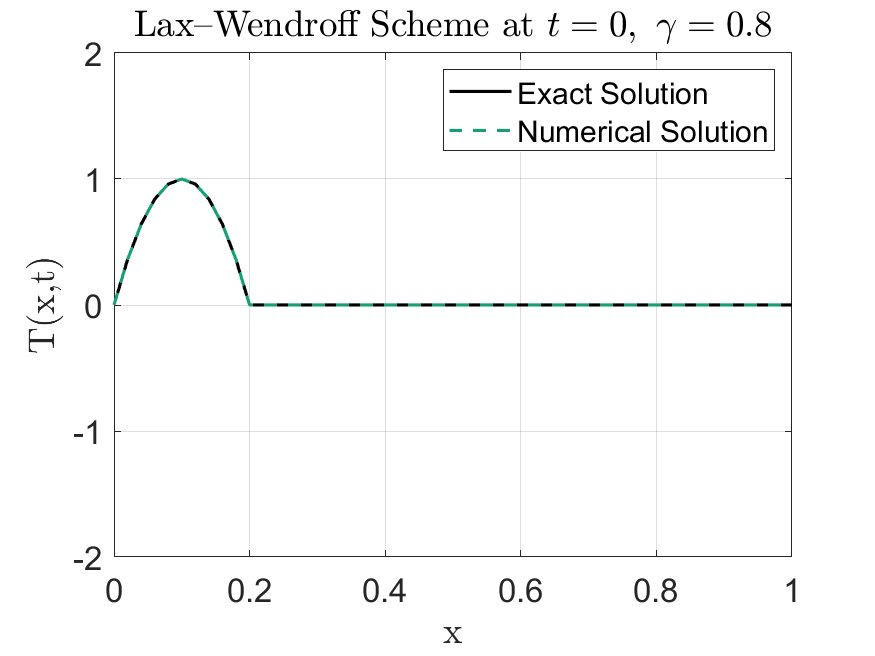 Lax–Wendroff Scheme at t = 0, γ = 0.8
Exact Solution
Numerical Solution
2
1
0
-1
-2
T(x,t)
0 0.2 0.4 0.6 0.8 1
x